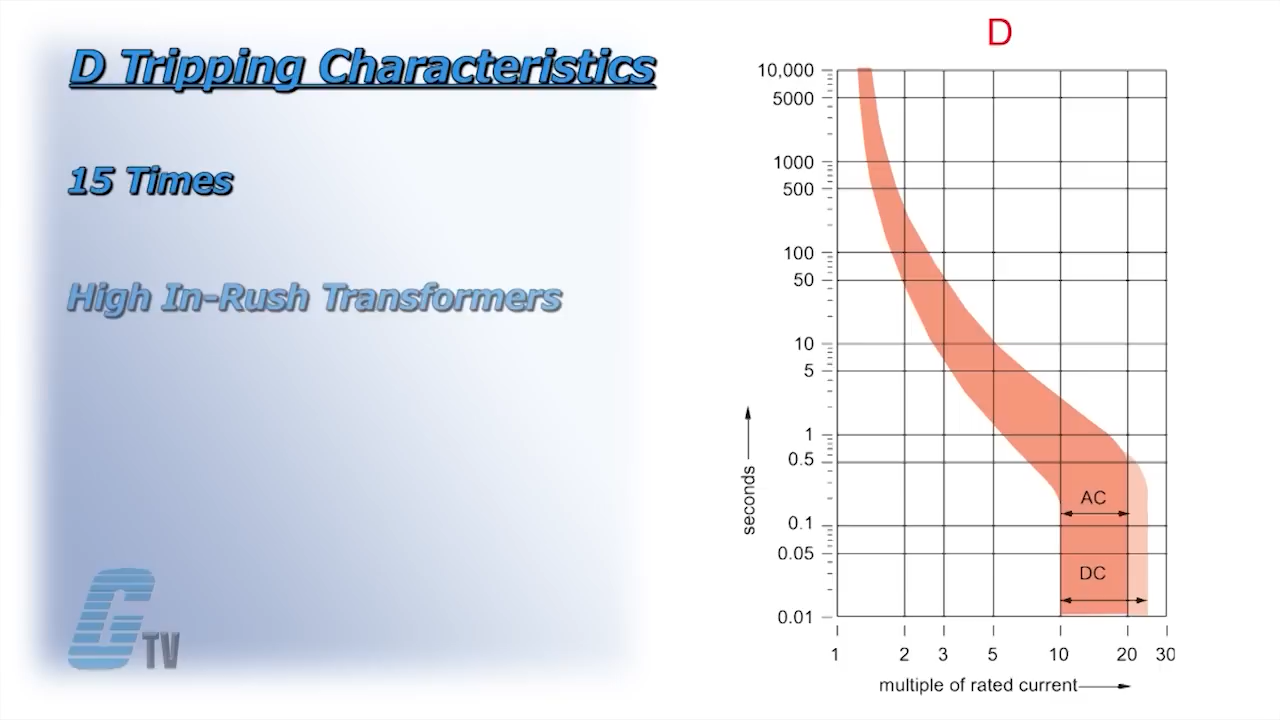 D Tripping Characteristics
15 Times
High In-Rush Transformers
D
10,000
5000
1000
500
100
50
10
5
1
0.5
0.1
0.05
0.01
seconds
AC
DC
1 2 3 5 10 20 30
multiple of rated current
C TV